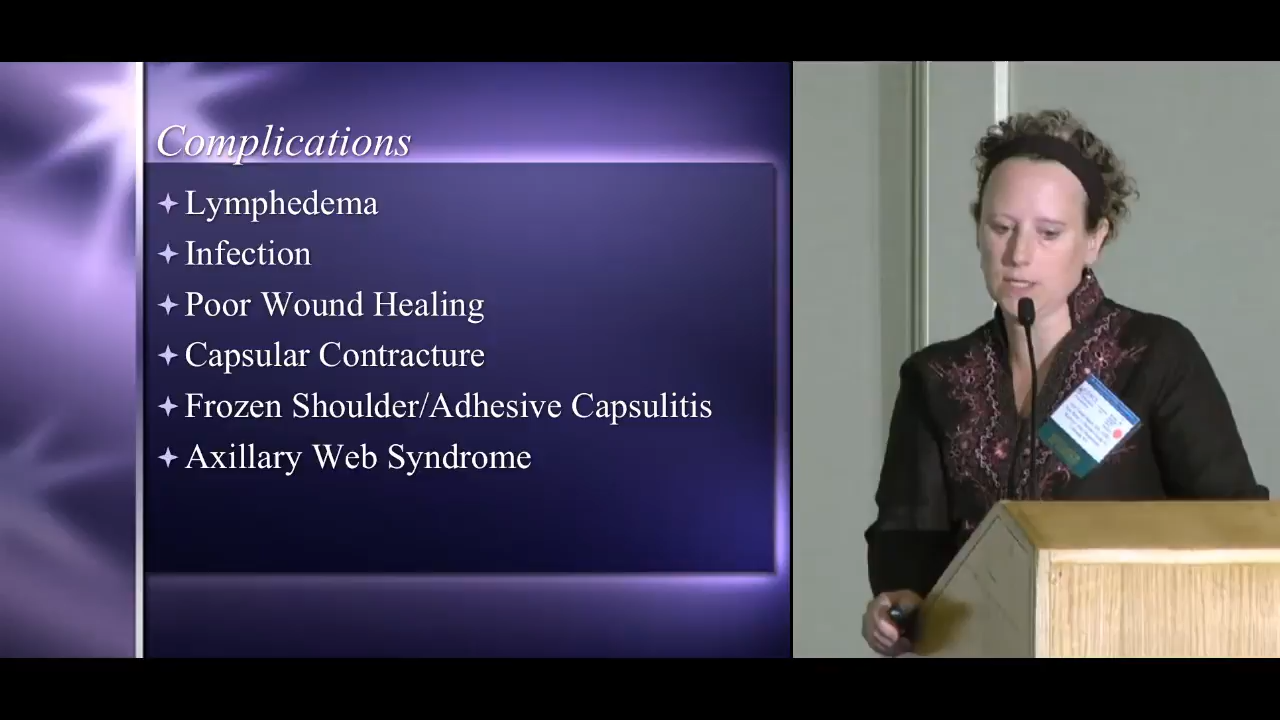 Complications
Lymphedema
Infection
Poor Wound Healing
Capsular Contracture
Frozen Shoulder/Adhesive Capsulitis
Axillary Web Syndrome